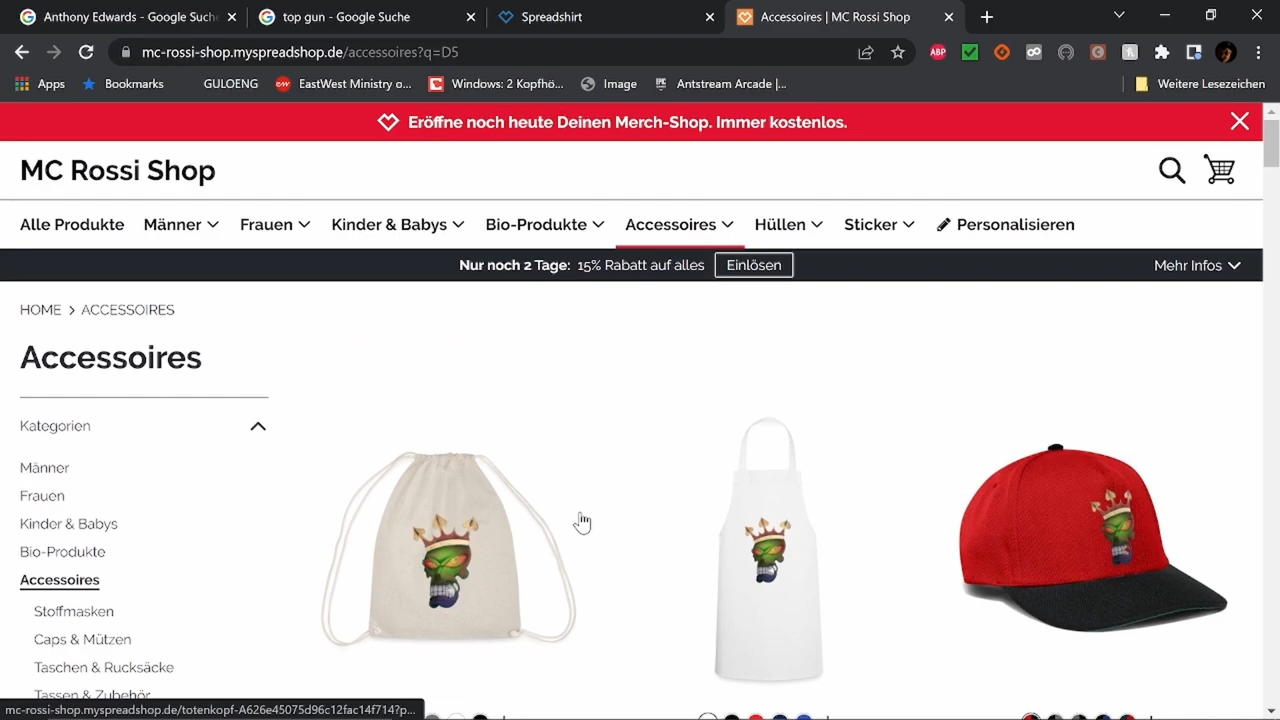 Anthony Edwards - Google Suche
top gun - Google Suche
Spreadshirt
Accessoires | MC Rossi Shop
mc-rossi-shop.myspreadshop.de/accessoires?q=D5
ABP
Apps
Bookmarks
GULOENG
EastWest Ministry o...
Windows: 2 Kopfhö...
Image
Antstream Arcade |...
Weitere Lesezeichen
Eröffne noch heute Deinen Merch-Shop. Immer kostenlos.
MC Rossi Shop
Alle Produkte
Männer
Frauen
Kinder & Babys
Bio-Produkte
Accessoires
Hüllen
Sticker
Personalisieren
Nur noch 2 Tage: 15% Rabatt auf alles
Einlösen
Mehr Infos
HOME > ACCESSOIRES
Accessoires
Kategorien
Männer
Frauen
Kinder & Babys
Bio-Produkte
Accessoires
Stoffmasken
Caps & Mützen
Taschen & Rucksäcke
Tassen & Zubehör
mc-rossi-shop.myspreadshop.de/totenkopf-A626e45075d96c12fac14f714?p...